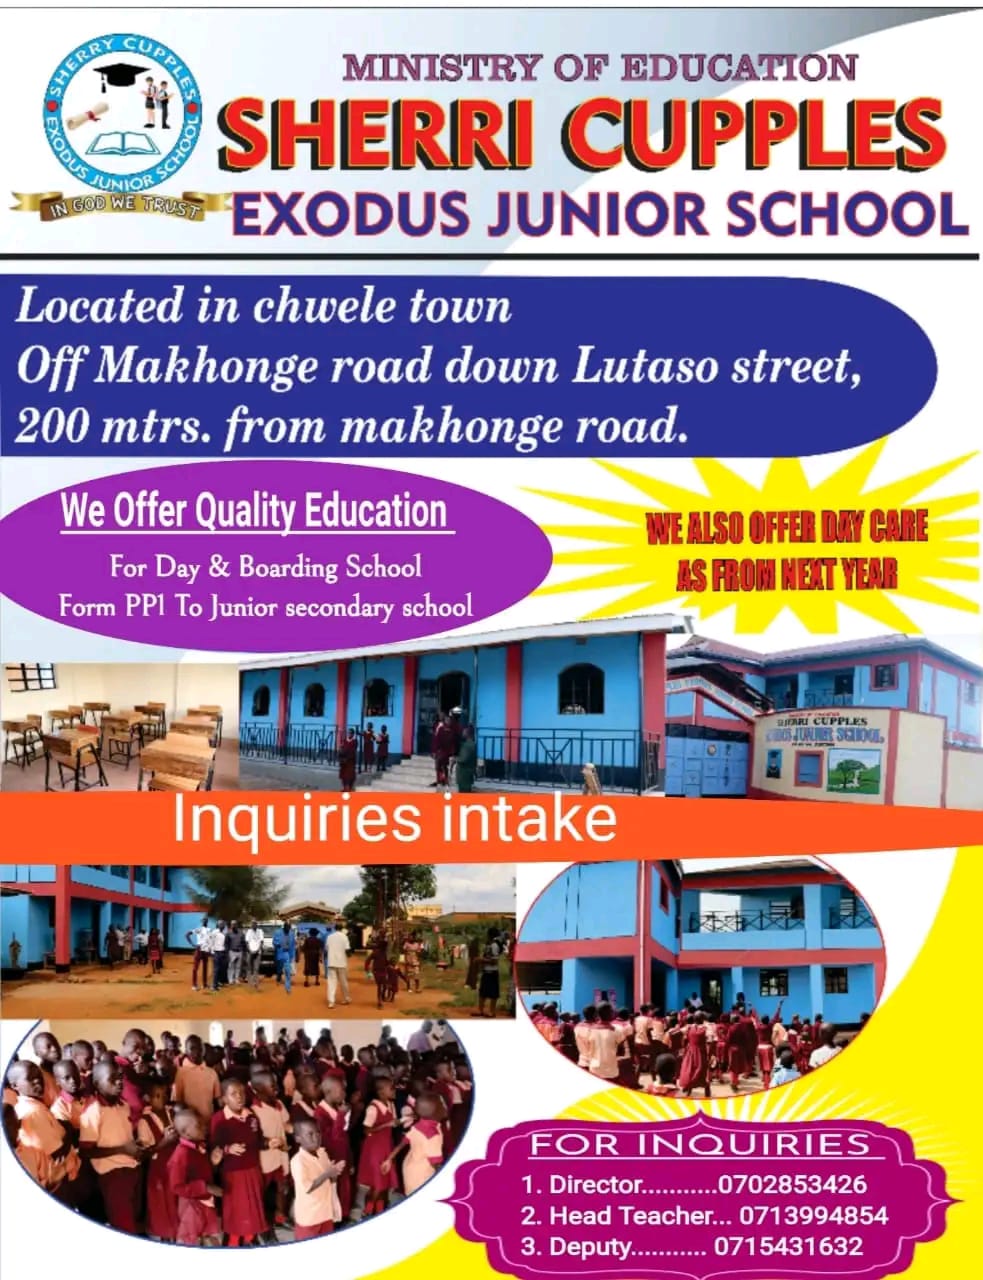 SHERRY CUPPLES
EXODUS JUNIOR SCHOOL
IN GOD WE TRUST
MINISTRY OF EDUCATION
SHERRI CUPPLES
EXODUS JUNIOR SCHOOL
Located in chwele town
Off Makhonge road down Lutaso street,
200 mtrs. from makhonge road.
We Offer Quality Education
For Day & Boarding School
Form PP1 To Junior secondary school
WE ALSO OFFER DAY CARE
AS FROM NEXT YEAR
SHERRI CUPPLES
EXODUS JUNIOR SCHOOL
Inquiries intake
FOR INQUIRIES
1. Director...........0702853426
2. Head Teacher... 0713994854
3. Deputy........... 0715431632